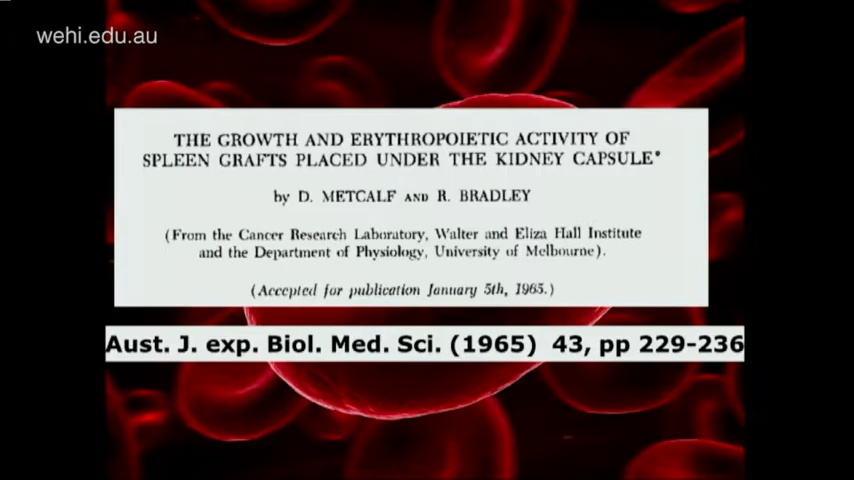 wehi.edu.au
THE GROWTH AND ERYTHROPOIETIC ACTIVITY OF
SPLEEN GRAFTS PLACED UNDER THE KIDNEY CAPSULE*
by D. METCALF AND R. BRADLEY
(From the Cancer Research Laboratory, Walter and Eliza Hall Institute
and the Department of Physiology, University of Melbourne).
(Accepted for publication January 5th, 1965.)
Aust. J. exp. Biol. Med. Sci. (1965) 43, pp 229-236